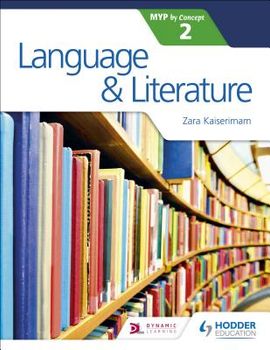 MYP by Concept
2
Language
& Literature
Zara Kaiserimam
DYNAMIC
LEARNING
HODDER
EDUCATION